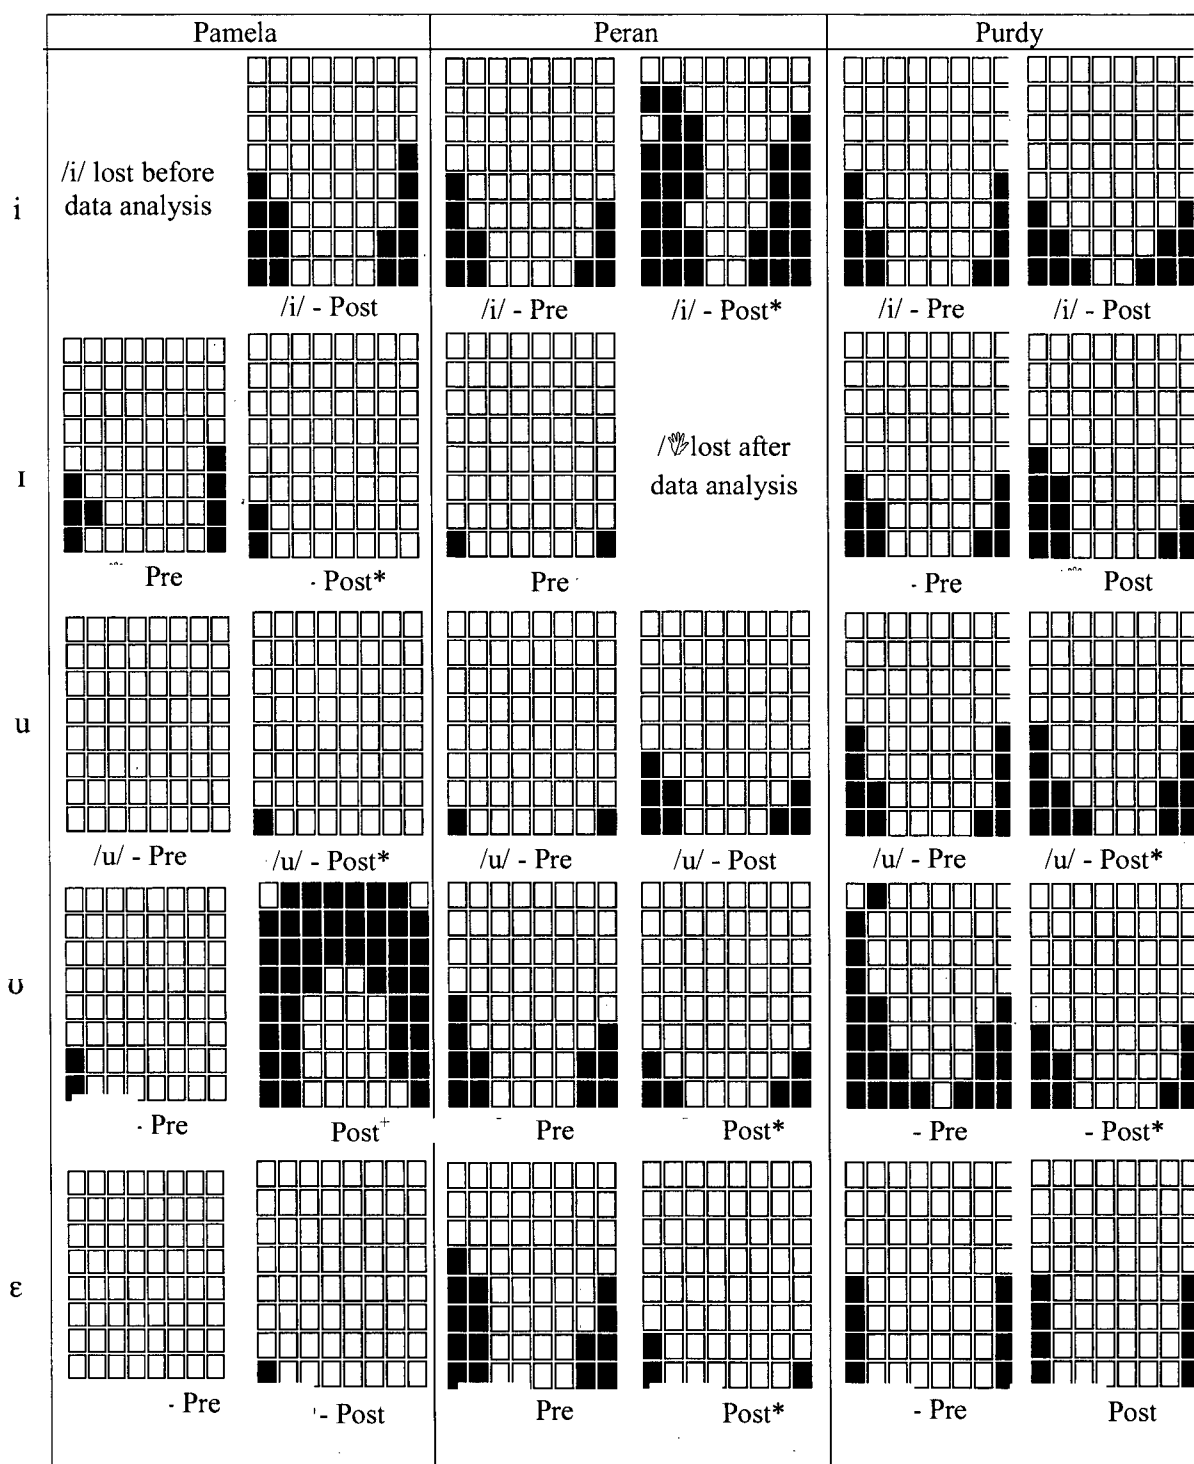 Pamela Peran Purdy
i
/i/ lost before
data analysis
/i/ - Post /i/ - Pre /i/ - Post* /i/ - Pre /i/ - Post
ɪ
/🖐lost after
data analysis
Pre - Post* Pre - Pre Post
u
/u/ - Pre /u/ - Post* /u/ - Pre /u/ - Post /u/ - Pre /u/ - Post*
ʊ
- Pre Post⁺ Pre Post* - Pre - Post*
ɛ
- Pre - Post Pre Post* - Pre Post